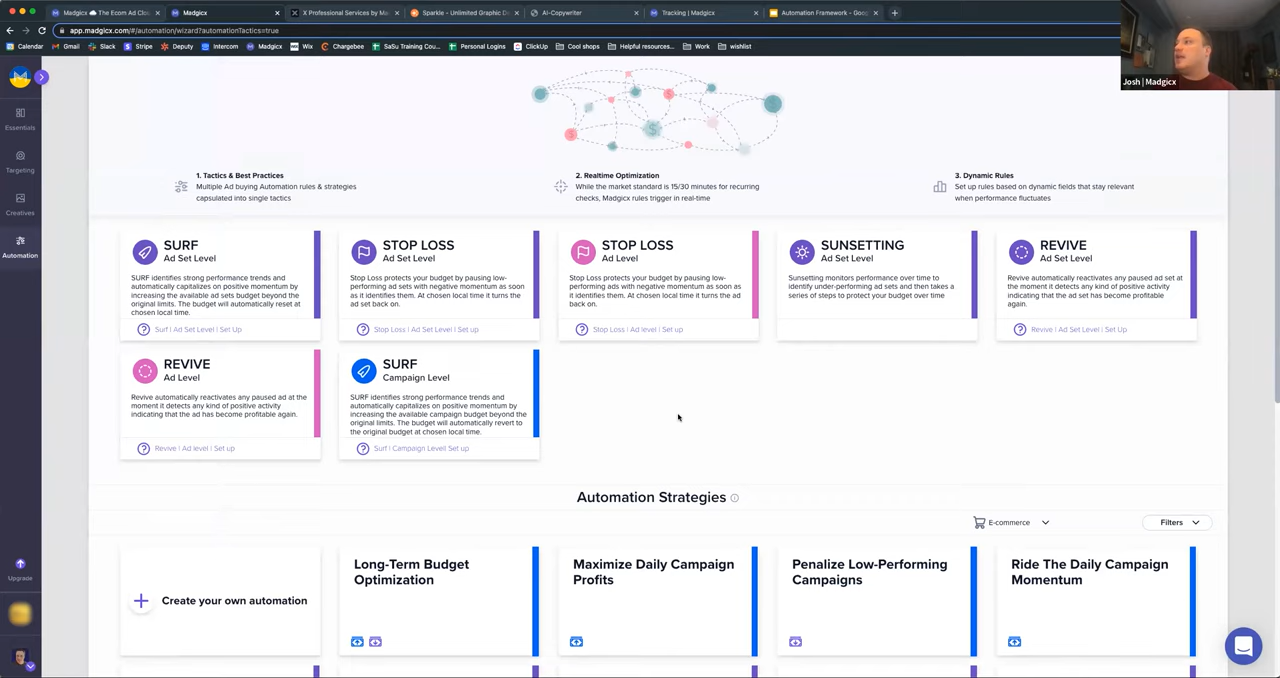 Madgicx ☁ The Ecom Ad Clou
Madgicx
X Professional Services by Ma
Sparkle - Unlimited Graphic D
AI-Copywriter
Tracking | Madgicx
Automation Framework - Goog
app.madgicx.com/#/automation/wizard?automationTactics=true
Calendar
Gmail
Slack
Stripe
Deputy
Intercom
Madgicx
Wix
Chargebee
SaSu Training Cou...
Personal Logins
ClickUp
Cool shops
Helpful resources...
Work
wishlist
Josh | Madgicx
Essentials
Targeting
Creatives
Automation
Upgrade
1. Tactics & Best Practices
Multiple Ad buying Automation rules & strategies
capsulated into single tactics
2. Realtime Optimization
While the market standard is 15/30 minutes for recurring
checks, Madgicx rules trigger in real-time
3. Dynamic Rules
Set up rules based on dynamic fields that stay relevant
when performance fluctuates
SURF
Ad Set Level
SURF identifies strong performance trends and
automatically capitalizes on positive momentum by
increasing the available ad sets budget beyond the
original limits. The budget will automatically reset at
chosen local time.
Surf | Ad Set Level | Set Up
STOP LOSS
Ad Set Level
Stop Loss protects your budget by pausing low-
performing ad sets with negative momentum as soon
as it identifies them. At chosen local time it turns the
ad set back on.
Stop Loss | Ad Set Level | Set up
STOP LOSS
Ad Level
Stop Loss protects your budget by pausing low-
performing ads with negative momentum as soon
as it identifies them. At chosen local time it turns the ad
back on.
Stop Loss | Ad level | Set up
SUNSETTING
Ad Set Level
Sunsetting monitors performance over time to
identify under-performing ad sets and then takes a
series of steps to protect your budget over time
REVIVE
Ad Set Level
Revive automatically reactivates any paused ad set at
the moment it detects any kind of positive activity
indicating that the ad set has become profitable
again.
Revive | Ad Set Level | Set Up
REVIVE
Ad Level
Revive automatically reactivates any paused ad at the
moment it detects any kind of positive activity
indicating that the ad has become profitable again.
Revive | Ad level | Set up
SURF
Campaign Level
SURF identifies strong performance trends and
automatically capitalizes on positive momentum by
increasing the available campaign budget beyond the
original limits. The budget will automatically revert to
the original budget at chosen local time.
Surf | Campaign Level| Set up
Automation Strategies
E-commerce
Filters
Create your own automation
Long-Term Budget
Optimization
Maximize Daily Campaign
Profits
Penalize Low-Performing
Campaigns
Ride The Daily Campaign
Momentum